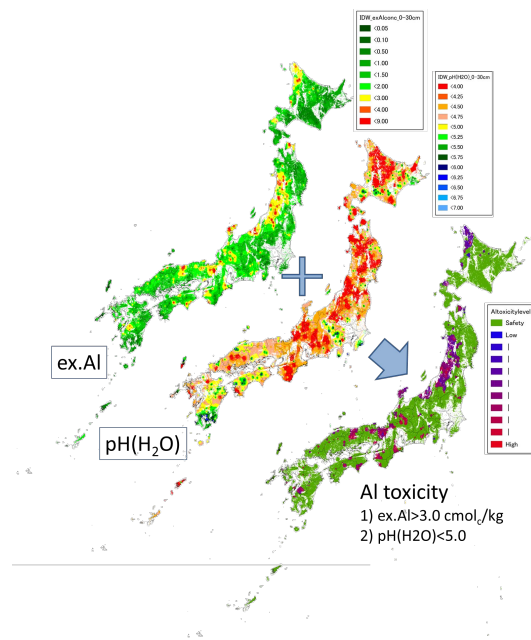 IDW_exAlconc_0-30cm
<0.05
<0.10
<0.50
<1.00
<1.50
<2.00
<3.00
<4.00
<9.00
IDW_pH(H2O)_0-30cm
<4.00
<4.25
<4.50
<4.75
<5.00
<5.25
<5.50
<5.75
<6.00
<6.25
<6.50
<6.75
<7.00
Altoxicitylevel
Safety
Low
High
ex.Al
pH(H₂O)
Al toxicity
1) ex.Al>3.0 cmol꜀/kg
2) pH(H2O)<5.0